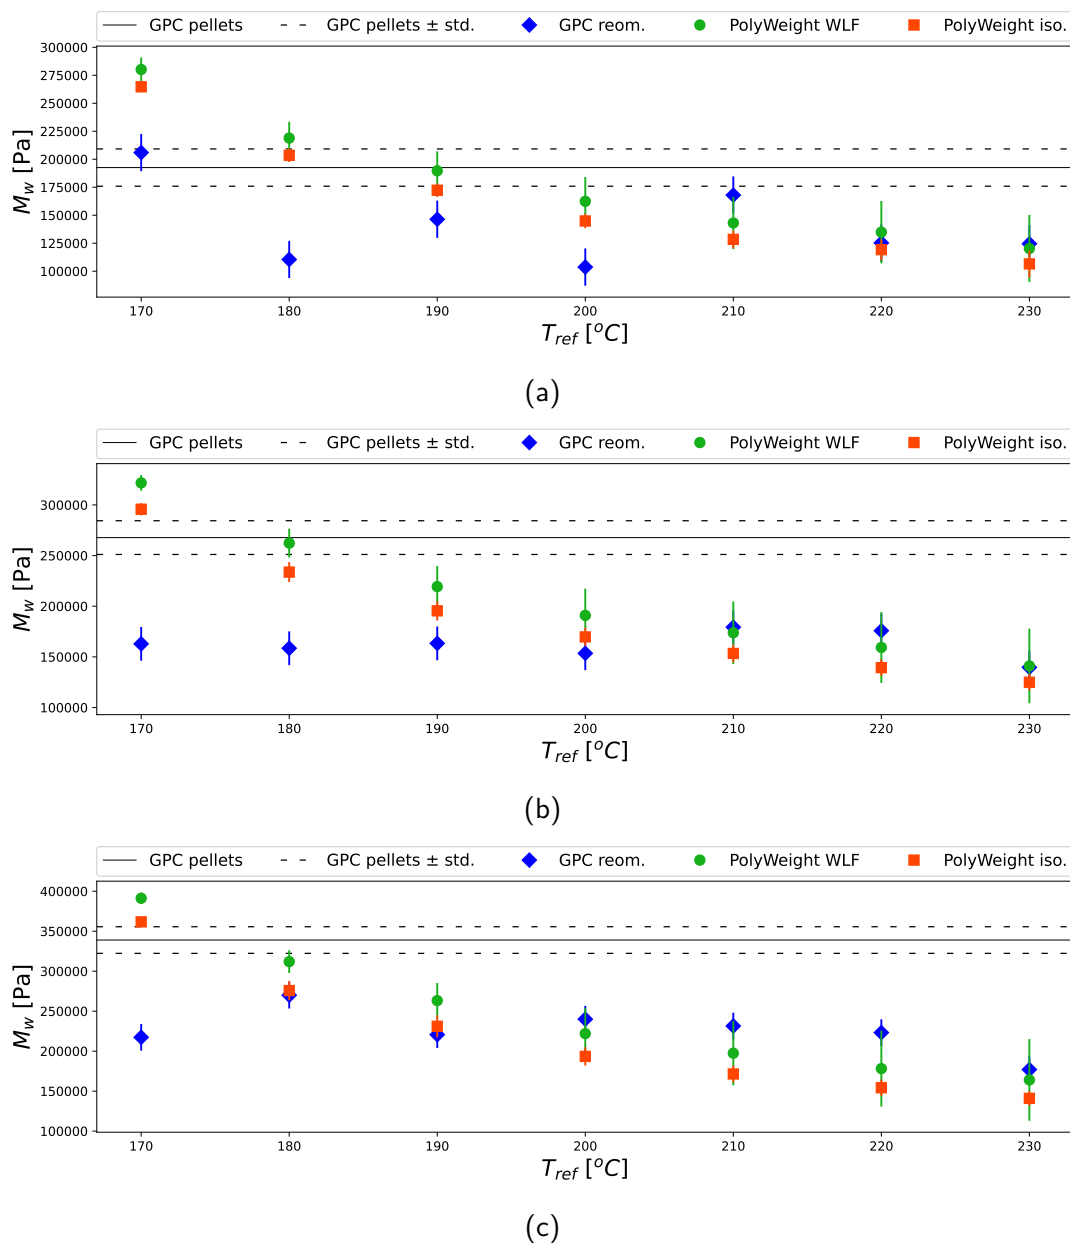 GPC pellets GPC pellets ± std. GPC reom. PolyWeight WLF PolyWeight iso.
300000
275000
250000
225000
200000
175000
150000
125000
100000
M_w [Pa]
170 180 190 200 210 220 230
T_ref [°C]
(a)
GPC pellets GPC pellets ± std. GPC reom. PolyWeight WLF PolyWeight iso.
300000
250000
200000
150000
100000
M_w [Pa]
170 180 190 200 210 220 230
T_ref [°C]
(b)
GPC pellets GPC pellets ± std. GPC reom. PolyWeight WLF PolyWeight iso.
400000
350000
300000
250000
200000
150000
100000
M_w [Pa]
170 180 190 200 210 220 230
T_ref [°C]
(c)